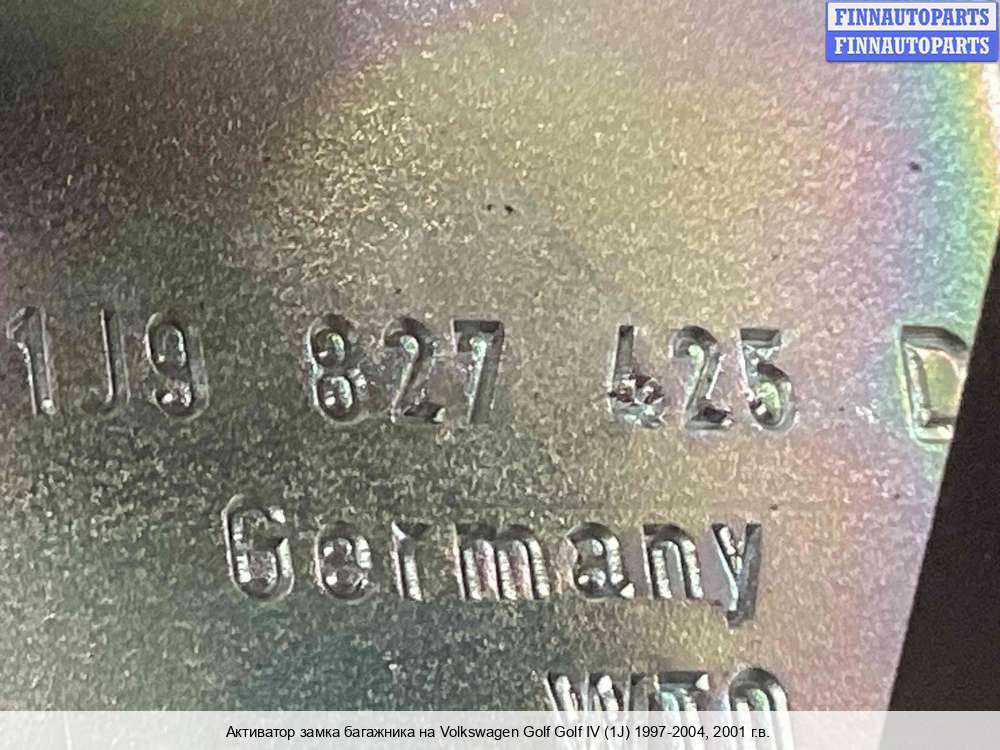 FINNAUTOPARTS
FINNAUTOPARTS
1J9 827 425 D
Germany
Активатор замка багажника на Volkswagen Golf Golf IV (1J) 1997-2004, 2001 г.в.